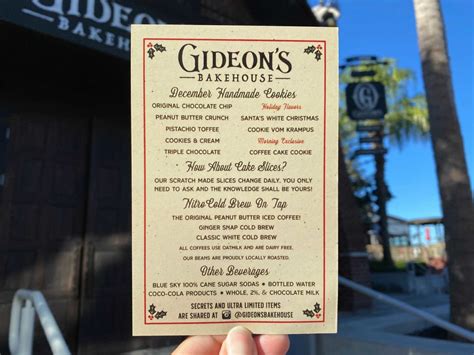 GIDEON'S
BAKEHOUSE
GIDEON'S
BAKEHOUSE
December Handmade Cookies
ORIGINAL CHOCOLATE CHIP
PEANUT BUTTER CRUNCH
PISTACHIO TOFFEE
COOKIES & CREAM
TRIPLE CHOCOLATE
Holiday Flavors
SANTA'S WHITE CHRISTMAS
COOKIE VOM KRAMPUS
Morning Exclusive
COFFEE CAKE COOKIE
How About Cake Slices?
OUR SCRATCH MADE SLICES CHANGE DAILY. YOU ONLY
NEED TO ASK AND THE KNOWLEDGE SHALL BE YOURS!
NitroCold Brew On Tap
THE ORIGINAL PEANUT BUTTER ICED COFFEE!
GINGER SNAP COLD BREW
CLASSIC WHITE COLD BREW
ALL COFFEES USE OATMILK AND ARE DAIRY FREE.
OUR BEANS ARE PROUDLY LOCALLY ROASTED.
Other Beverages
BLUE SKY 100% CANE SUGAR SODAS • BOTTLED WATER
COCO-COLA PRODUCTS • WHOLE, 2%, & CHOCOLATE MILK
SECRETS AND ULTRA LIMITED ITEMS
ARE SHARED AT @GIDEONSBAKEHOUSE
G